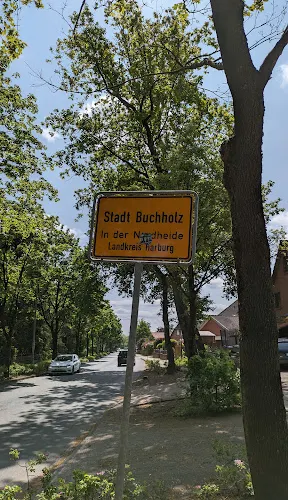 Stadt Buchholz
in der Nordheide
Landkreis Harburg